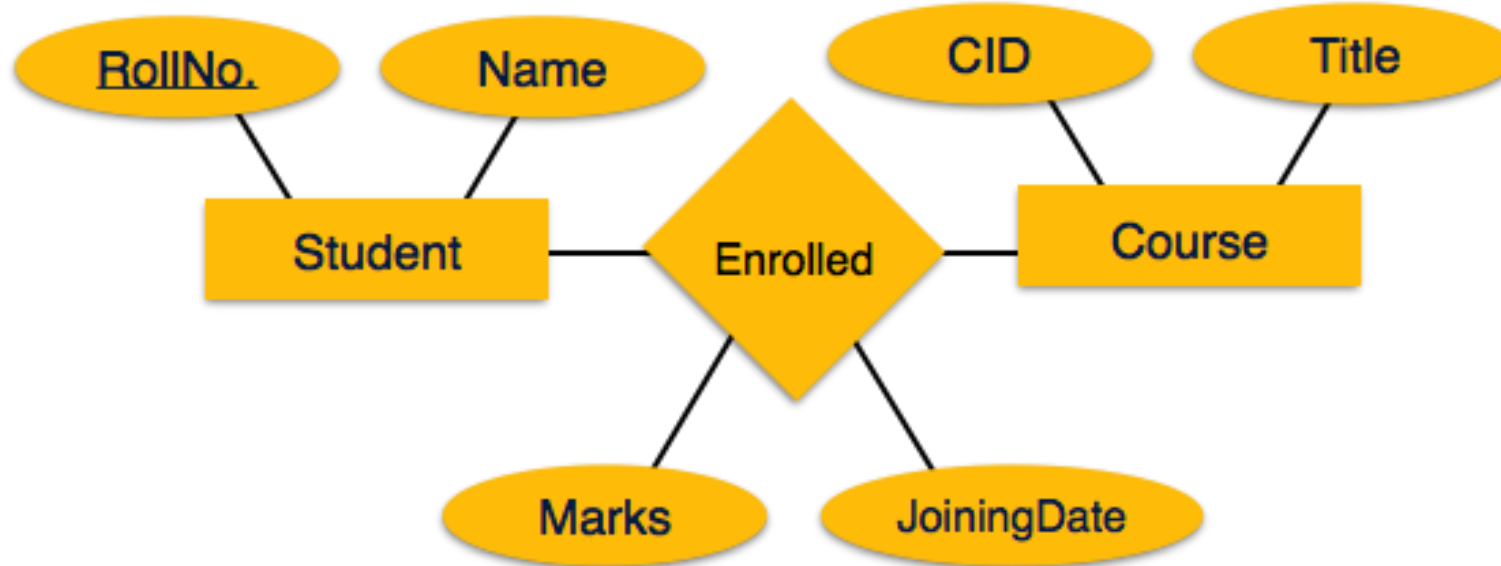 RollNo.
Name
CID
Title
Student
Enrolled
Course
Marks
JoiningDate